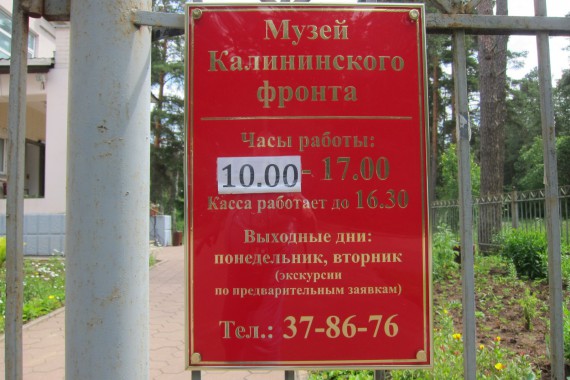 Музей
Калининского
фронта
Часы работы:
10.00 - 17.00
Касса работает до 16.30
Выходные дни:
понедельник, вторник
(экскурсии
по предварительным заявкам)
Тел.: 37-86-76